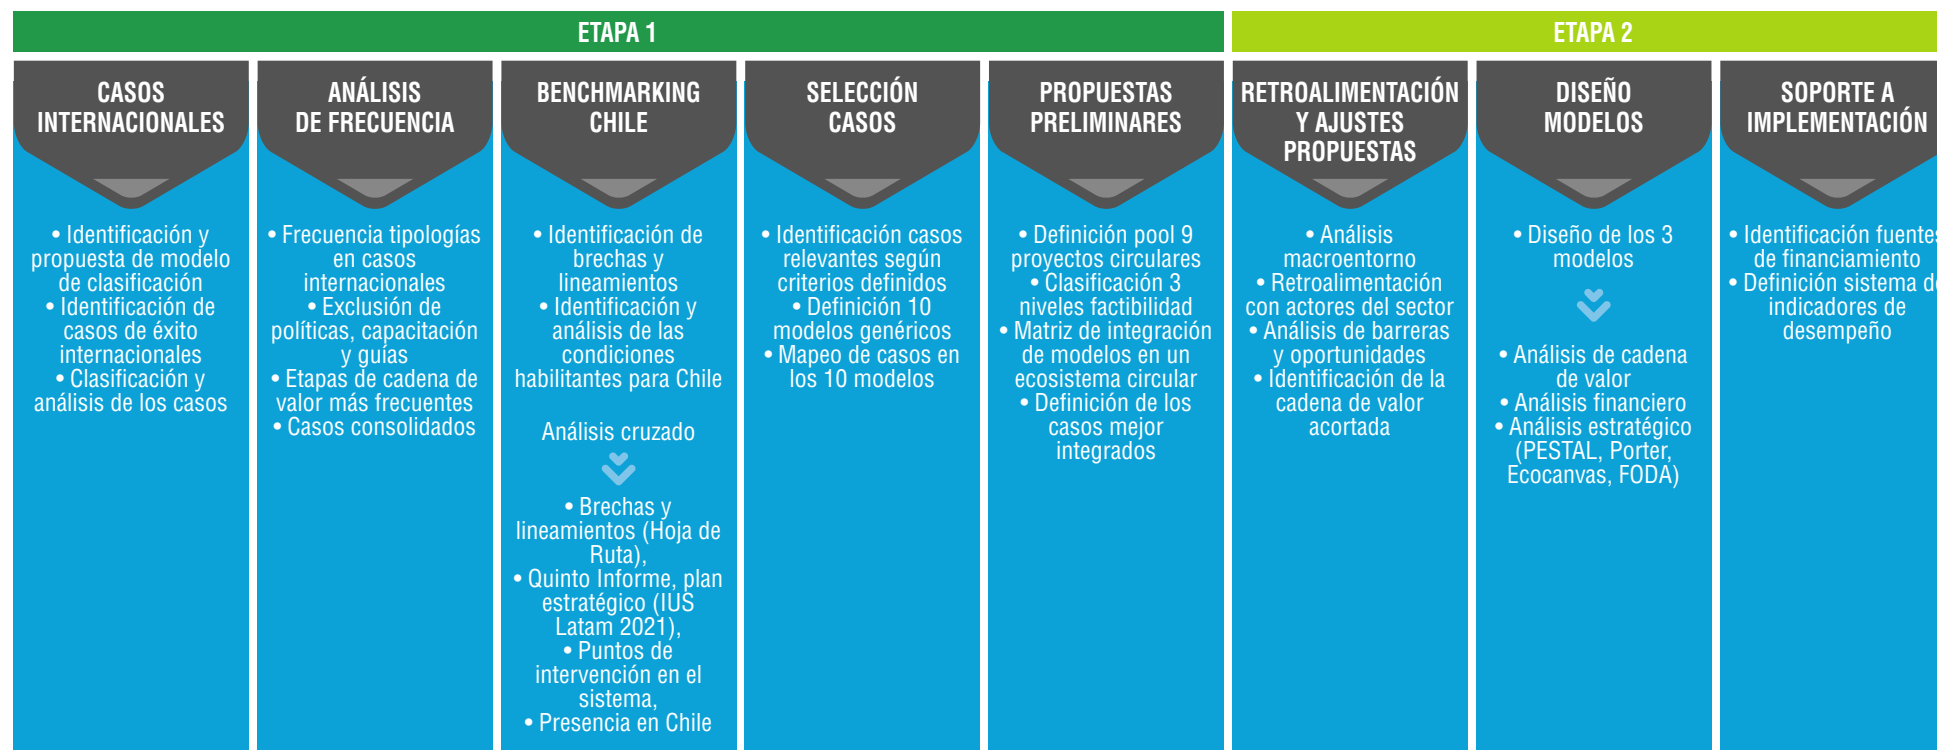 ETAPA 1
ETAPA 2
CASOS
INTERNACIONALES
• Identificación y
propuesta de modelo
de clasificación
• Identificación de
casos de éxito
internacionales
• Clasificación y
análisis de los casos
ANÁLISIS
DE FRECUENCIA
• Frecuencia tipologías
en casos
internacionales
• Exclusión de
políticas, capacitación
y guías
• Etapas de cadena de
valor más frecuentes
• Casos consolidados
BENCHMARKING
CHILE
• Identificación de
brechas y
lineamientos
• Identificación y
análisis de las
condiciones
habilitantes para Chile
Análisis cruzado
• Brechas y
lineamientos (Hoja de
Ruta),
• Quinto Informe, plan
estratégico (IUS
Latam 2021),
• Puntos de
intervención en el
sistema,
• Presencia en Chile
SELECCIÓN
CASOS
• Identificación casos
relevantes según
criterios definidos
• Definición 10
modelos genéricos
• Mapeo de casos en
los 10 modelos
PROPUESTAS
PRELIMINARES
• Definición pool 9
proyectos circulares
• Clasificación 3
niveles factibilidad
• Matriz de integración
de modelos en un
ecosistema circular
• Definición de los
casos mejor
integrados
RETROALIMENTACIÓN
Y AJUSTES
PROPUESTAS
• Análisis
macroentorno
• Retroalimentación
con actores del sector
• Análisis de barreras
y oportunidades
• Identificación de la
cadena de valor
acortada
DISEÑO
MODELOS
• Diseño de los 3
modelos
• Análisis de cadena
de valor
• Análisis financiero
• Análisis estratégico
(PESTAL, Porter,
Ecocanvas, FODA)
SOPORTE A
IMPLEMENTACIÓN
• Identificación fuentes
de financiamiento
• Definición sistema de
indicadores de
desempeño